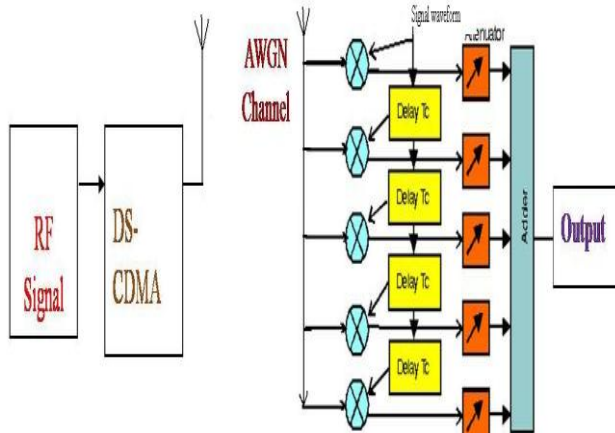 Signal waveform
AWGN
Channel
Delay Tc
Delay Tc
Delay Tc
Delay Tc
Adder
Output
RF
Signal
DS-
CDMA